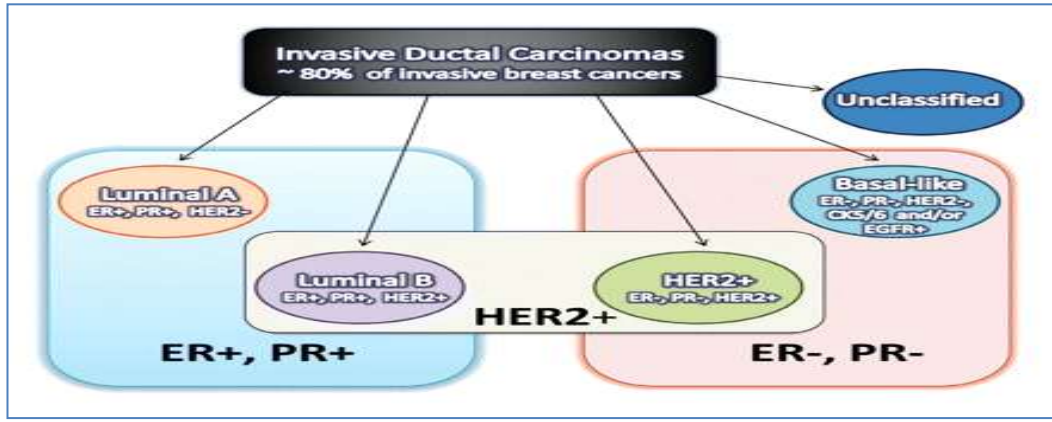 Invasive Ductal Carcinomas
~ 80% of invasive breast cancers
Unclassified
Luminal A
ER+, PR+, HER2-
Basal-like
ER-, PR-, HER2-,
CK5/6 and/or
EGFR+
Luminal B
ER+, PR+, HER2+
HER2+
ER-, PR-, HER2+
HER2+
ER+, PR+
ER-, PR-